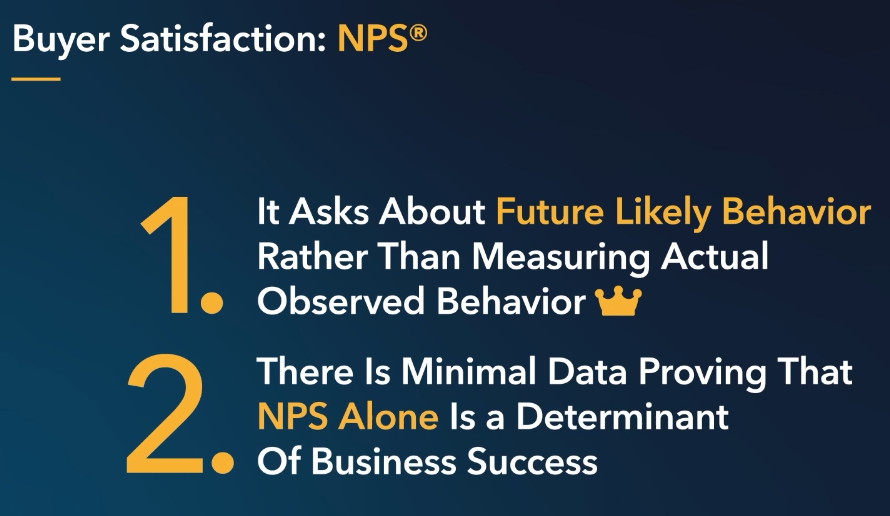 Buyer Satisfaction: NPS®
1. It Asks About Future Likely Behavior
Rather Than Measuring Actual
Observed Behavior
2. There Is Minimal Data Proving That
NPS Alone Is a Determinant
Of Business Success